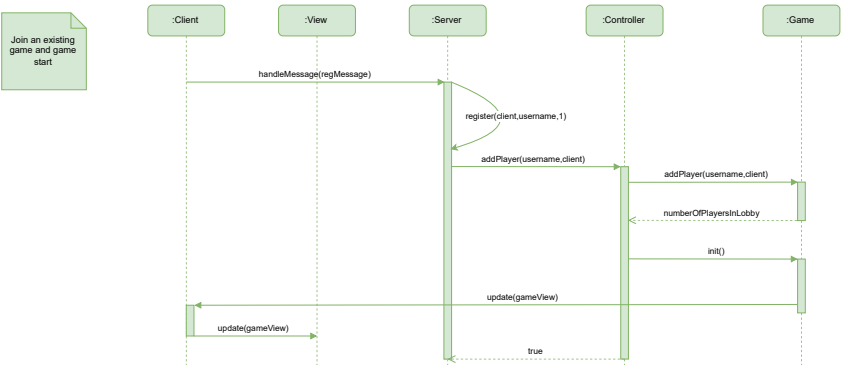 :Client
:View
:Server
:Controller
:Game
Join an existing
game and game
start
handleMessage(regMessage)
register(client,username,1)
addPlayer(username,client)
addPlayer(username,client)
numberOfPlayersInLobby
init()
update(gameView)
update(gameView)
true